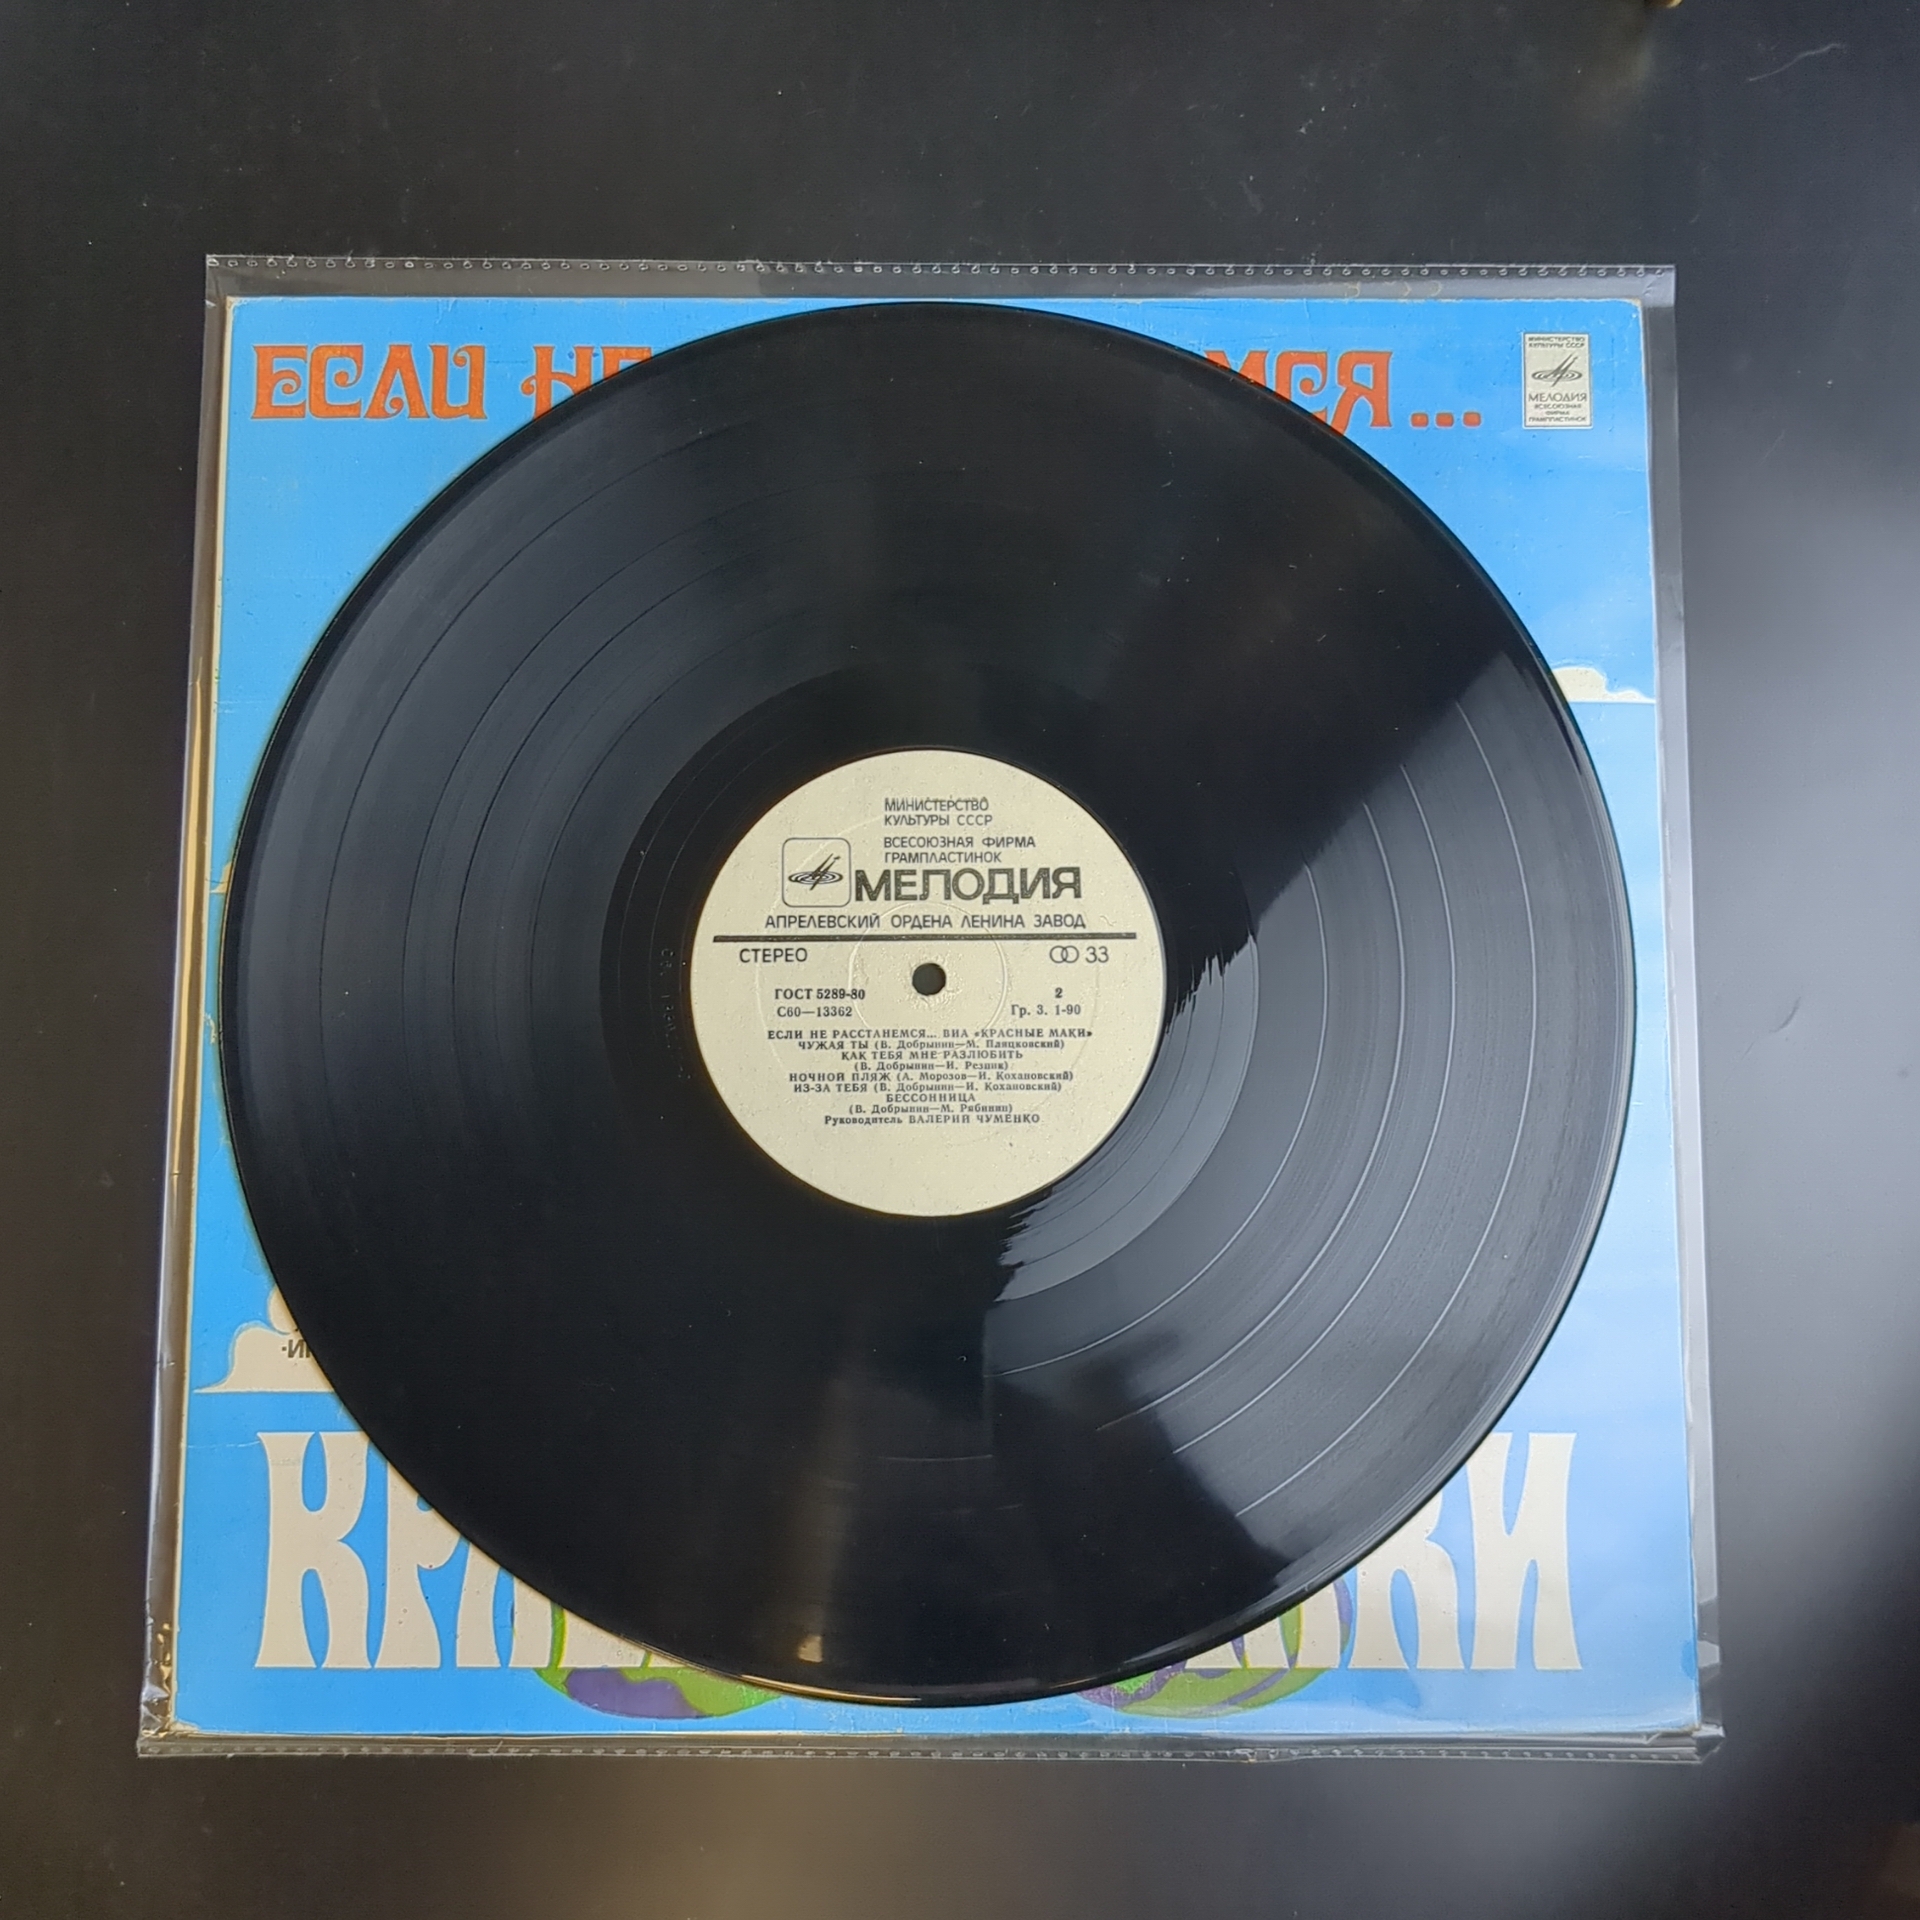 ЕСЛИ НЕ
МСЯ...
МИНИСТЕРСТВО
КУЛЬТУРЫ СССР
МЕЛОДИЯ
ВСЕСОЮЗНАЯ
ФИРМА
ГРАМПЛАСТИНОК
МИНИСТЕРСТВО
КУЛЬТУРЫ СССР
ВСЕСОЮЗНАЯ ФИРМА
ГРАМПЛАСТИНОК
МЕЛОДИЯ
АПРЕЛЕВСКИЙ ОРДЕНА ЛЕНИНА ЗАВОД
СТЕРЕО 33
ГОСТ 5289-80 2
С60—13362 Гр. 3. 1-90
ЕСЛИ НЕ РАССТАНЕМСЯ... ВИА «КРАСНЫЕ МАКИ»
ЧУЖАЯ ТЫ (В. Добрынин—М. Пляцковский)
КАК ТЕБЯ МНЕ РАЗЛЮБИТЬ
(В. Добрынин—И. Резник)
НОЧНОЙ ПЛЯЖ (А. Морозов—И. Кохановский)
ИЗ-ЗА ТЕБЯ (В. Добрынин—И. Кохановский)
БЕССОННИЦА
(В. Добрынин—М. Рябинин)
Руководитель ВАЛЕРИЙ ЧУМЕНКО
КРА АКИ